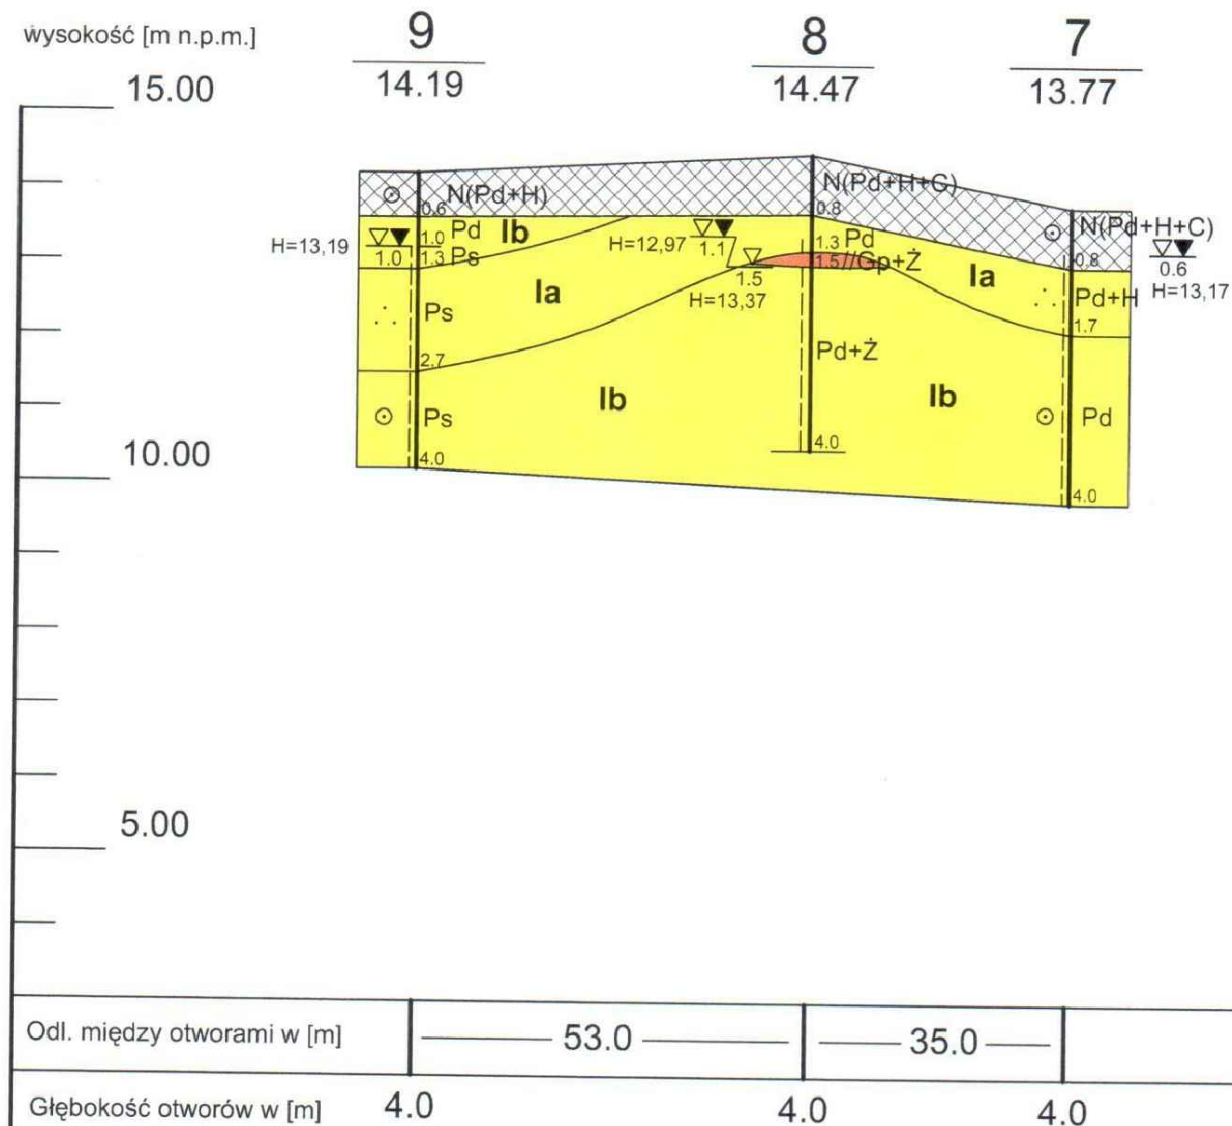 wysokość [m n.p.m.]
9
8
7
14.19
14.47
13.77
15.00
N(Pd+H)
N(Pd+H+C)
N(Pd+H+C)
0.6
0.8
0.8
Pd
Ib
1.0
H=13,19
1.0
1.3
Ps
H=12,97
1.1
1.3
Pd
1.5
//Gp+Ż
0.6
H=13,17
1.5
H=13,37
Ia
Ia
Ps
Pd+H
1.7
2.7
Pd+Ż
Ib
Ib
Ps
Pd
4.0
4.0
4.0
10.00
5.00
Odl. między otworami w [m]
53.0
35.0
Głębokość otworów w [m]
4.0
4.0
4.0